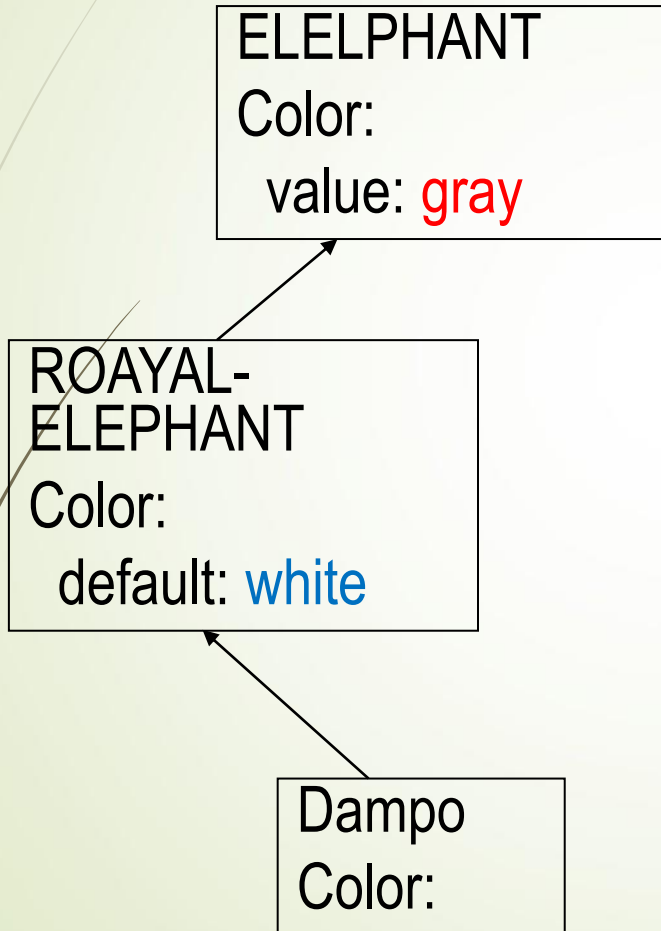 ELELPHANT
Color:
value: gray
ROAYAL-
ELEPHANT
Color:
default: white
Dampo
Color: